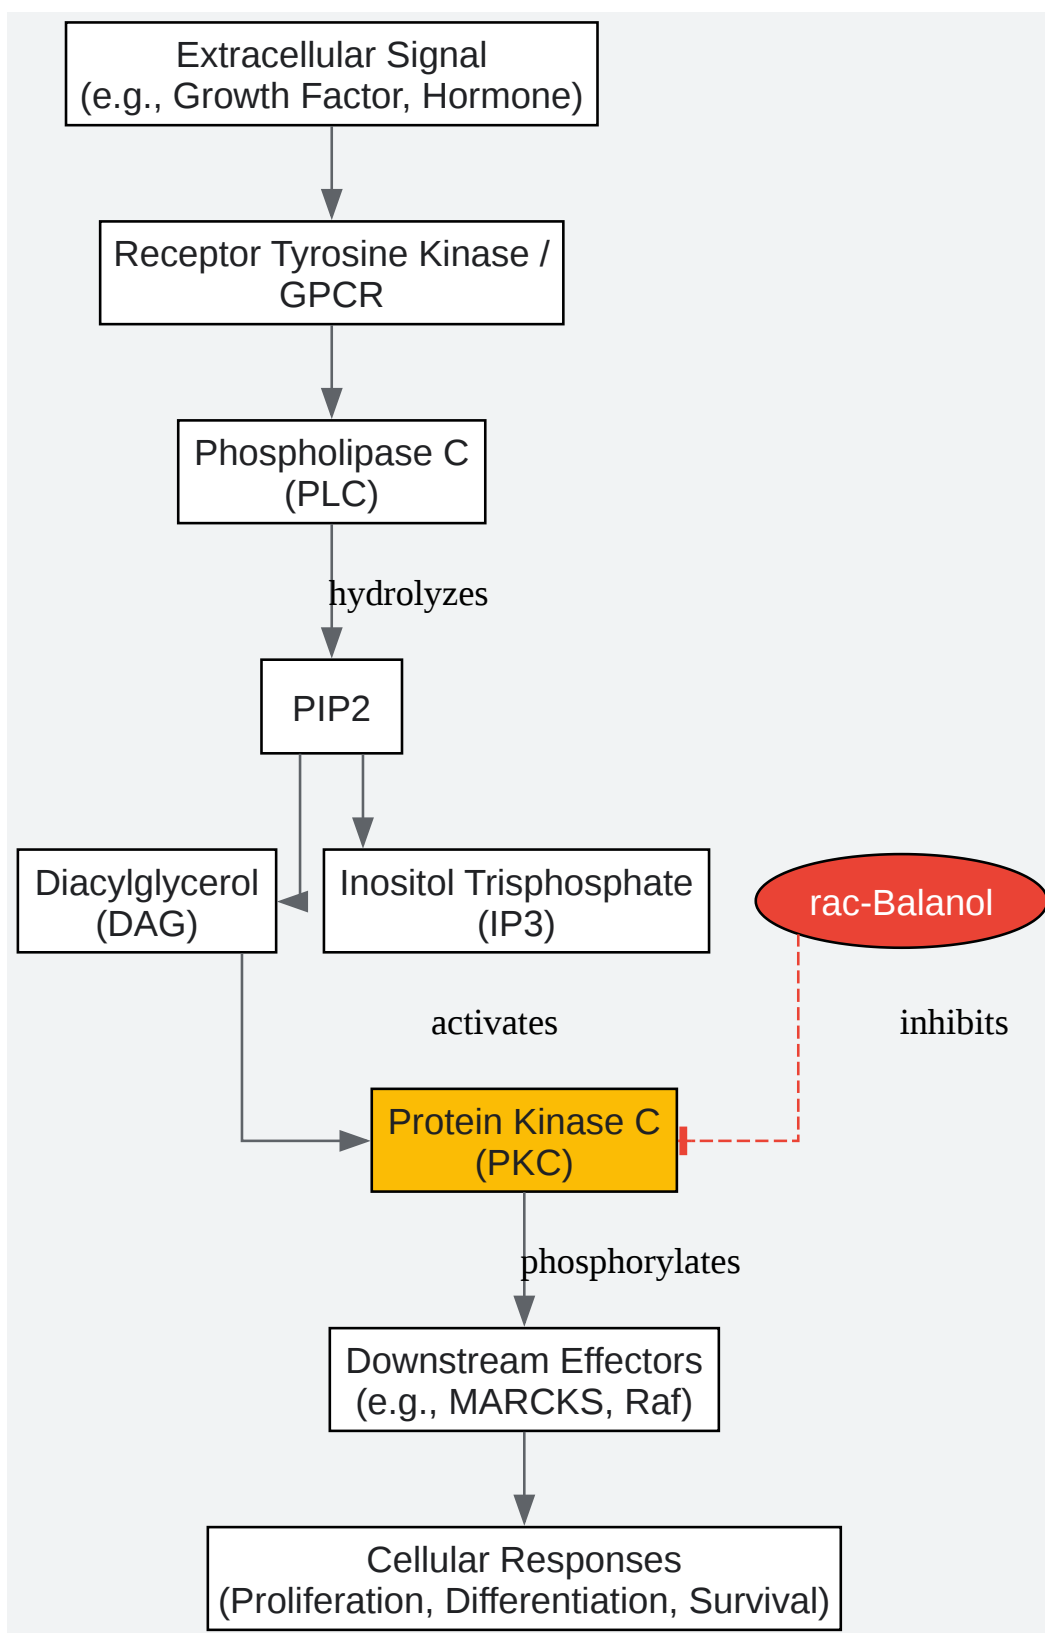 Extracellular Signal
(e.g., Growth Factor, Hormone)
Receptor Tyrosine Kinase /
GPCR
Phospholipase C
(PLC)
hydrolyzes
PIP2
Diacylglycerol
(DAG)
Inositol Trisphosphate
(IP3)
rac-Balanol
activates
inhibits
Protein Kinase C
(PKC)
phosphorylates
Downstream Effectors
(e.g., MARCKS, Raf)
Cellular Responses
(Proliferation, Differentiation, Survival)